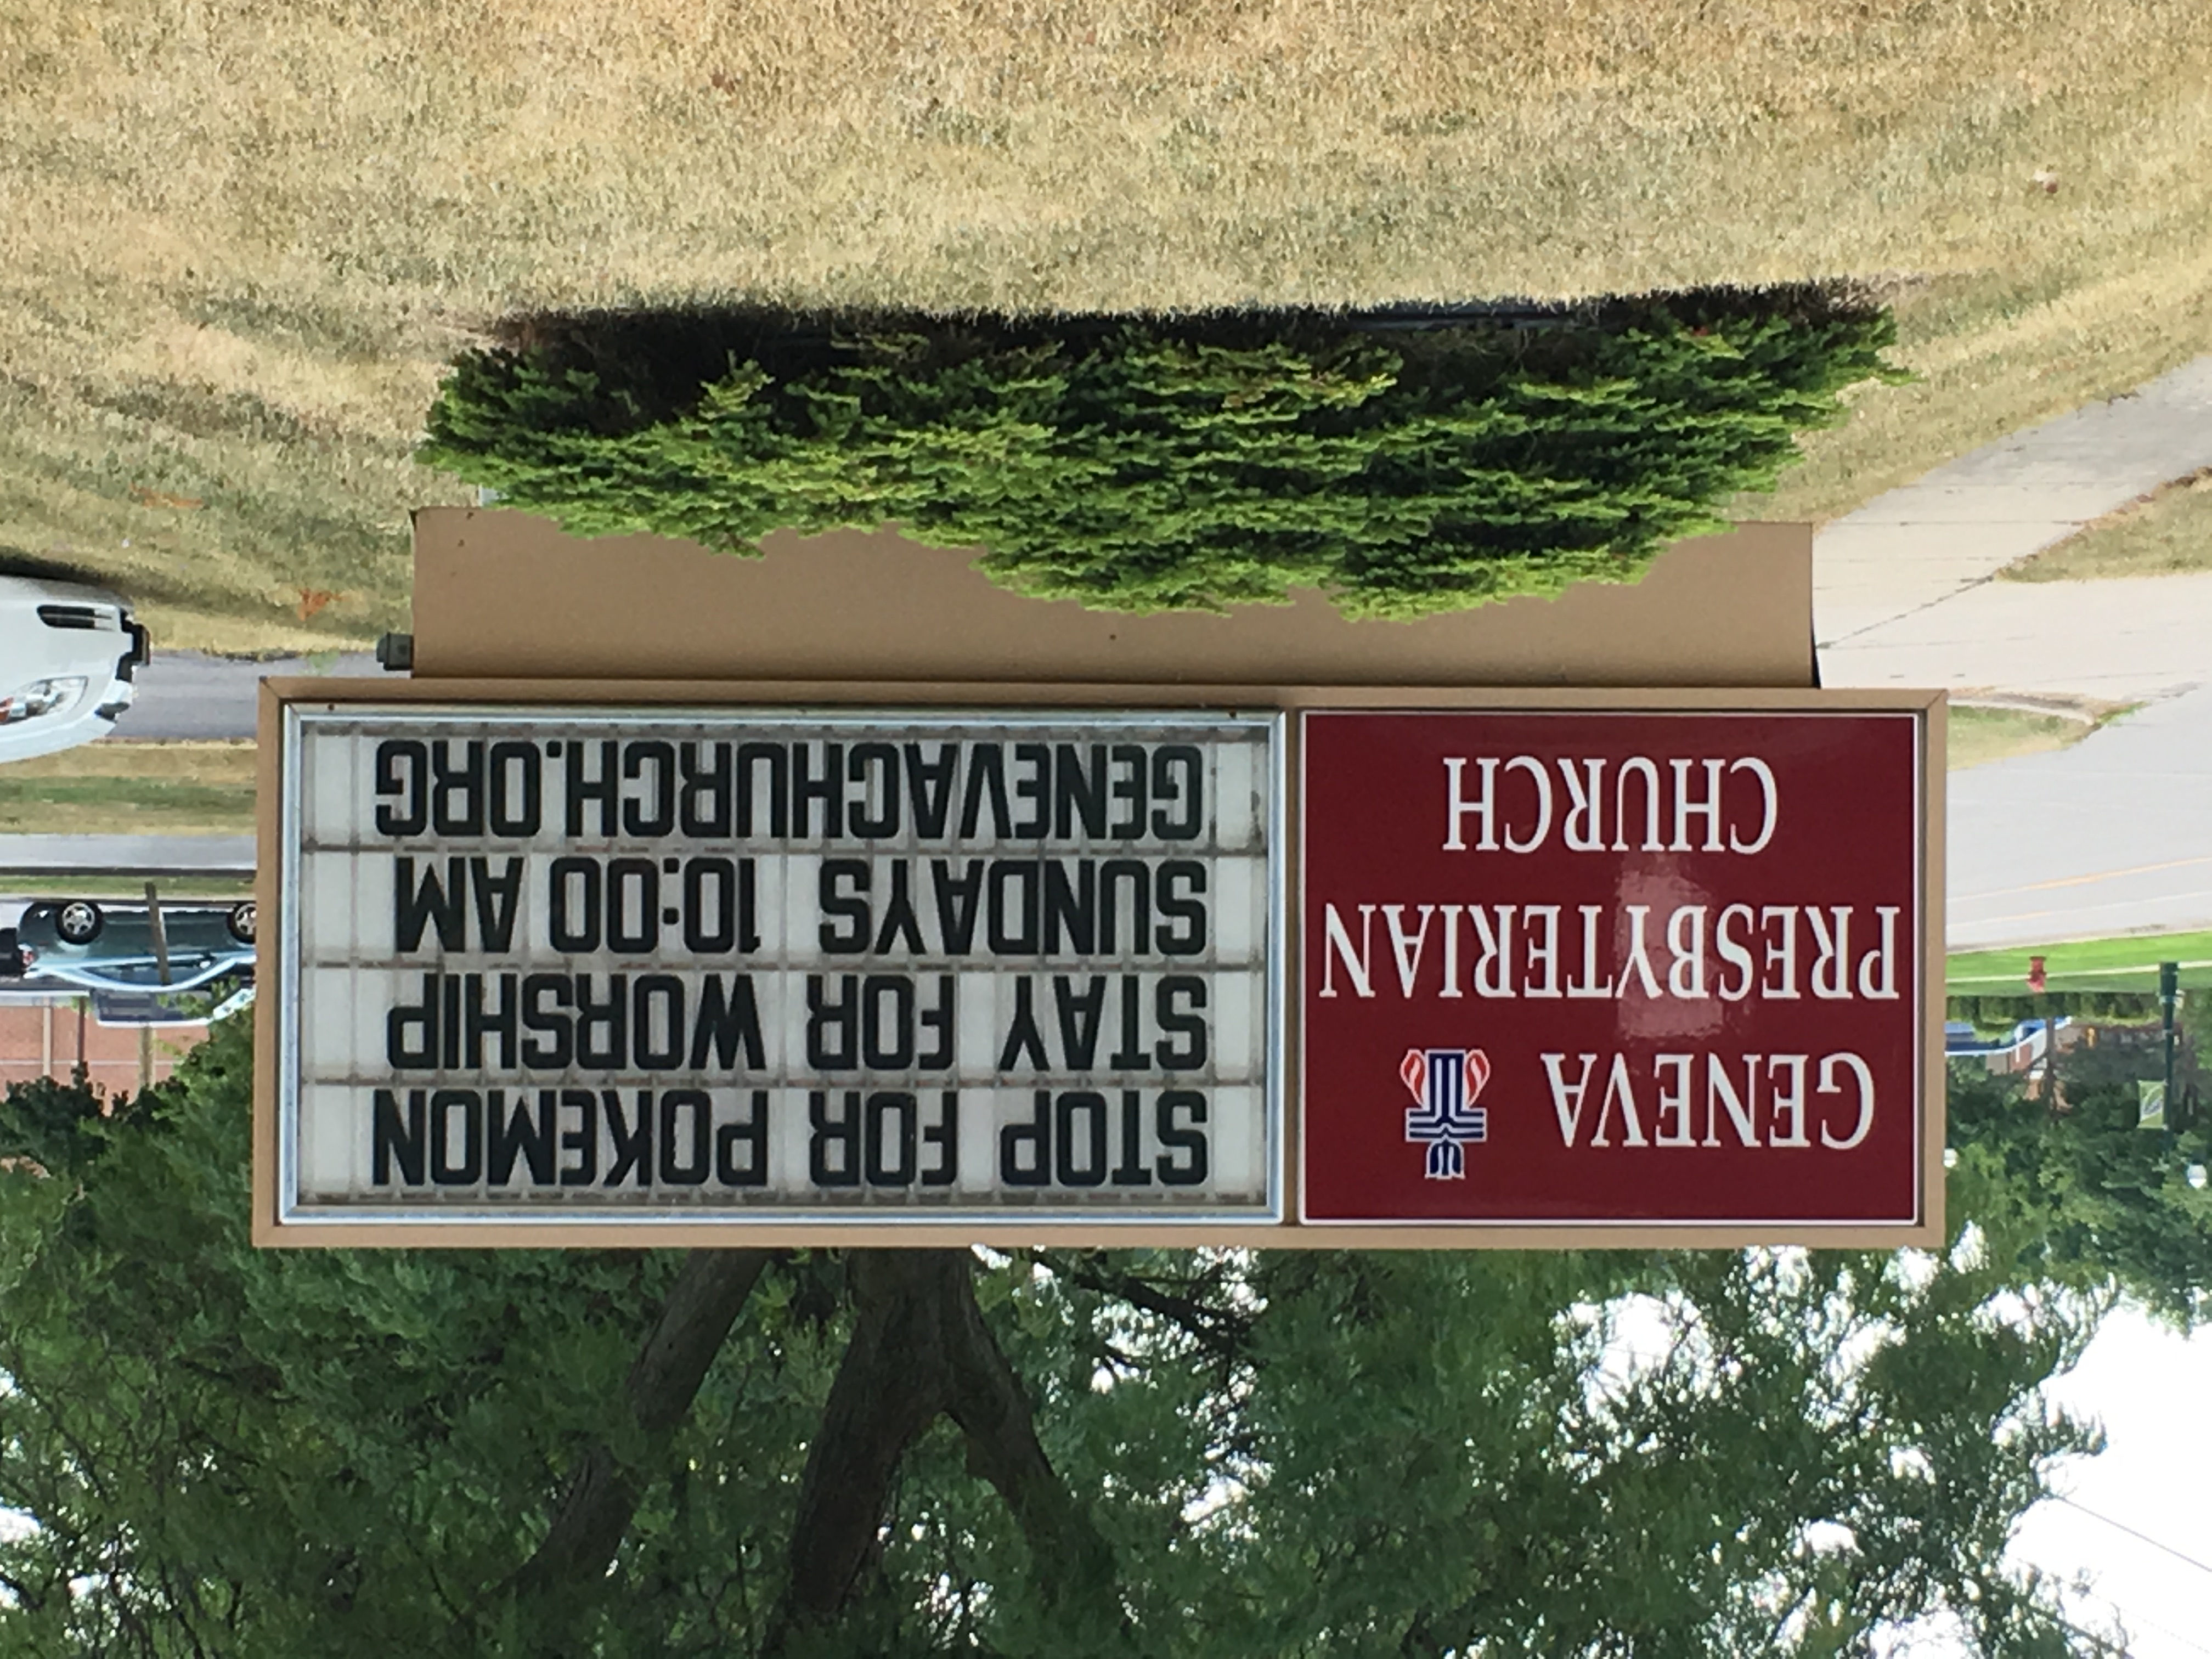 GENEVA
PRESBYTERIAN
CHURCH
STOP FOR POKEMON
STAY FOR WORSHIP
SUNDAYS 10:00 AM
GENEVACHURCH.ORG